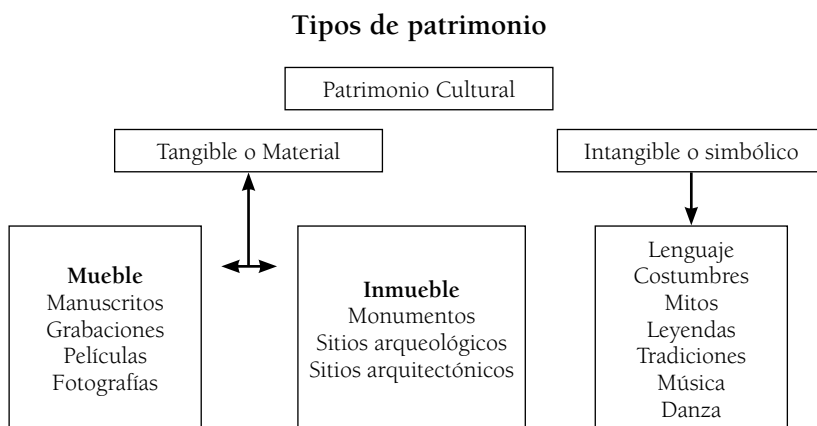 Tipos de patrimonio
Patrimonio Cultural
Tangible o Material
Intangible o simbólico
Mueble
Manuscritos
Grabaciones
Películas
Fotografías
Inmueble
Monumentos
Sitios arqueológicos
Sitios arquitectónicos
Lenguaje
Costumbres
Mitos
Leyendas
Tradiciones
Música
Danza